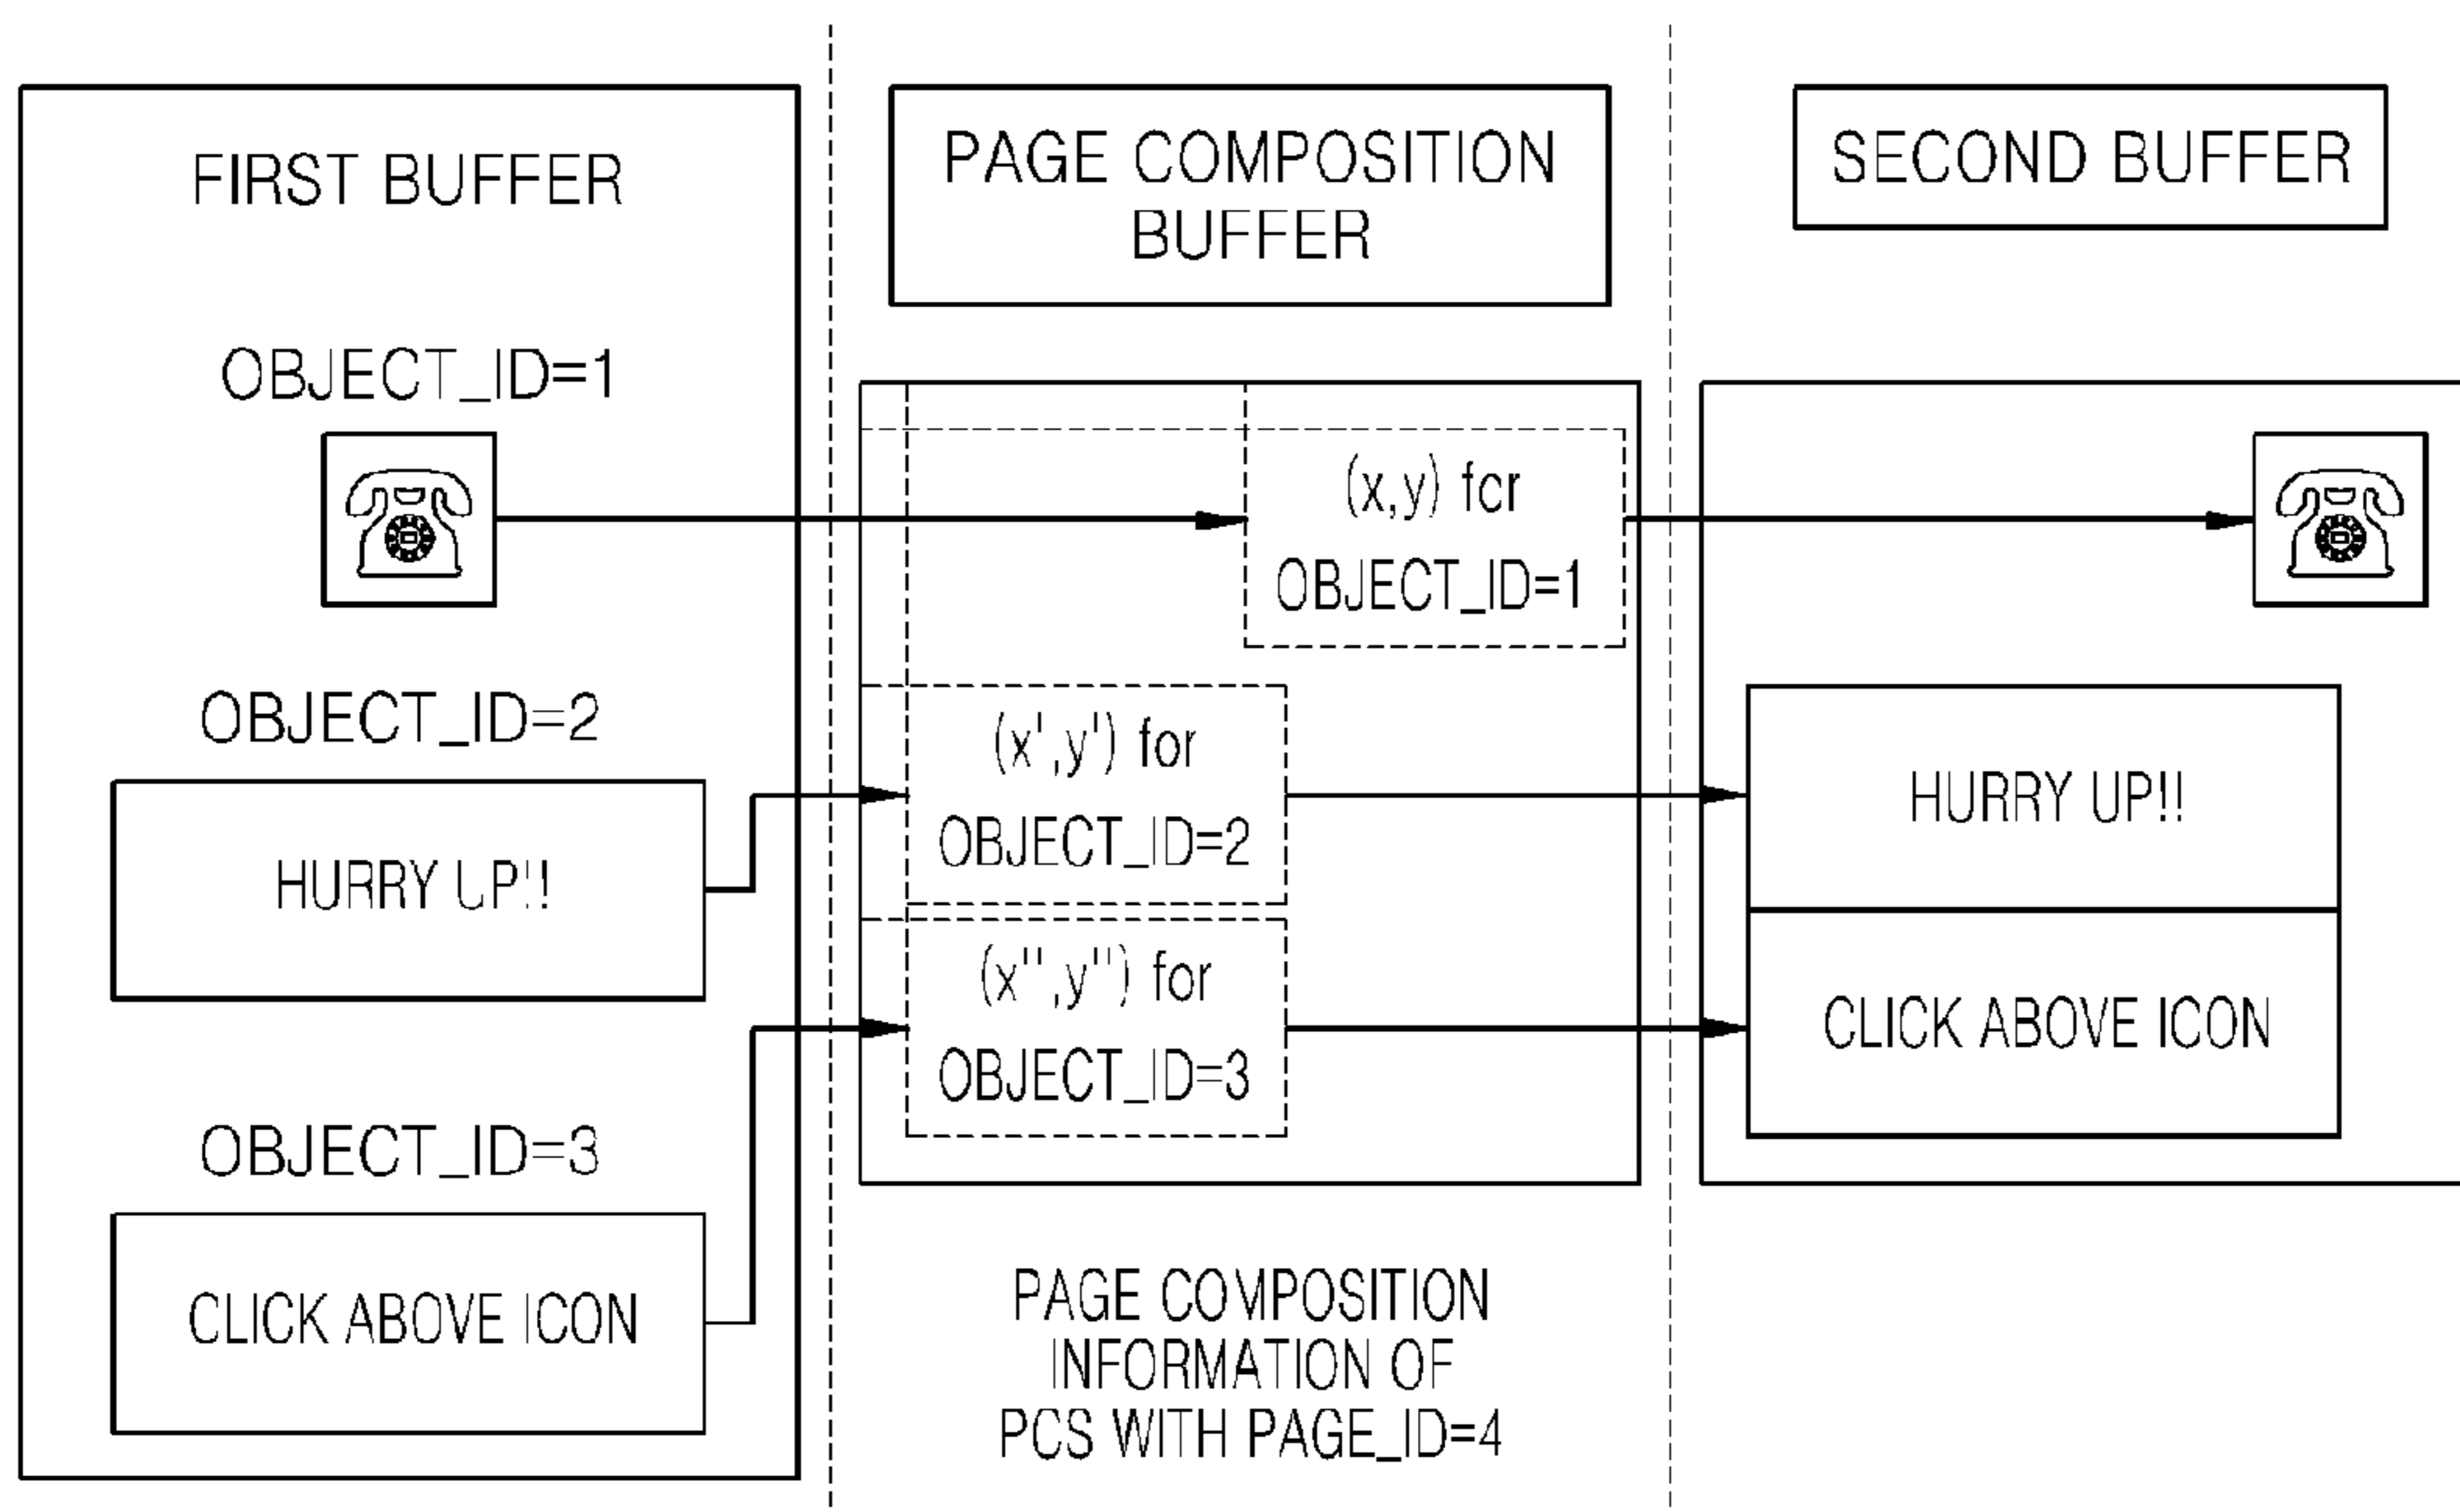 FIRST BUFFER
OBJECT_ID=1
OBJECT_ID=2
HURRY UP!!
OBJECT_ID=3
CLICK ABOVE ICON
PAGE COMPOSITION
BUFFER
(x,y) for
OBJECT_ID=1
(x',y') for
OBJECT_ID=2
(x",y") for
OBJECT_ID=3
PAGE COMPOSITION
INFORMATION OF
PCS WITH PAGE_ID=4
SECOND BUFFER
HURRY UP!!
CLICK ABOVE ICON